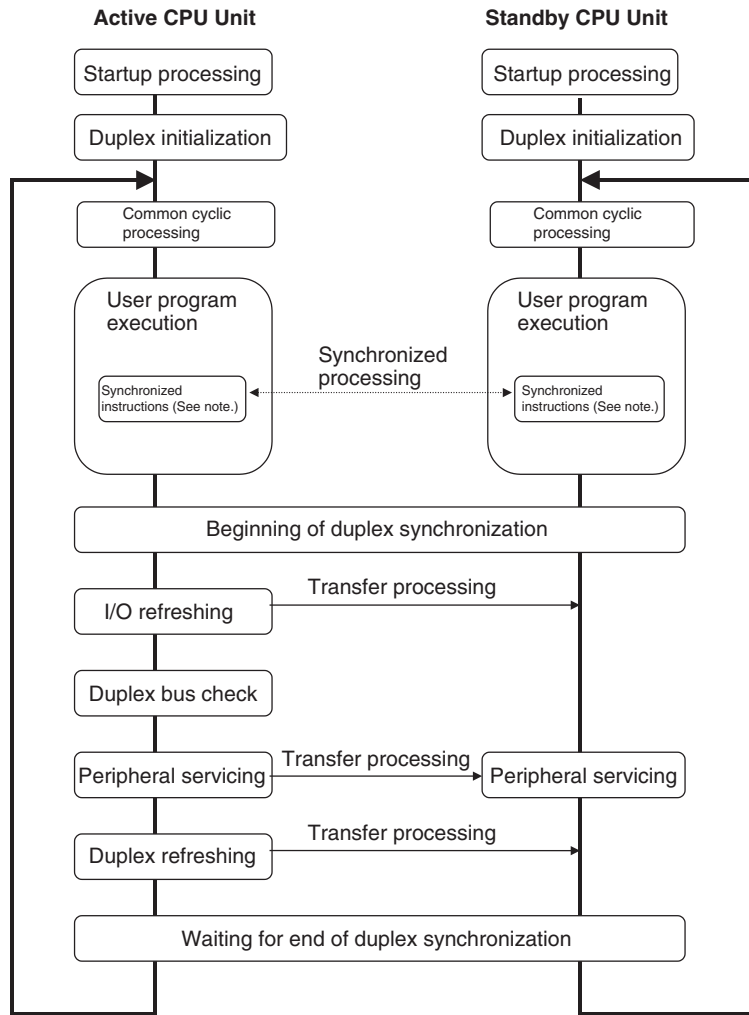 Active CPU Unit
Standby CPU Unit
Startup processing
Startup processing
Duplex initialization
Duplex initialization
Common cyclic
processing
Common cyclic
processing
User program
execution
User program
execution
Synchronized
processing
Synchronized
instructions (See note.)
Synchronized
instructions (See note.)
Beginning of duplex synchronization
I/O refreshing
Transfer processing
Duplex bus check
Peripheral servicing
Transfer processing
Peripheral servicing
Duplex refreshing
Transfer processing
Waiting for end of duplex synchronization